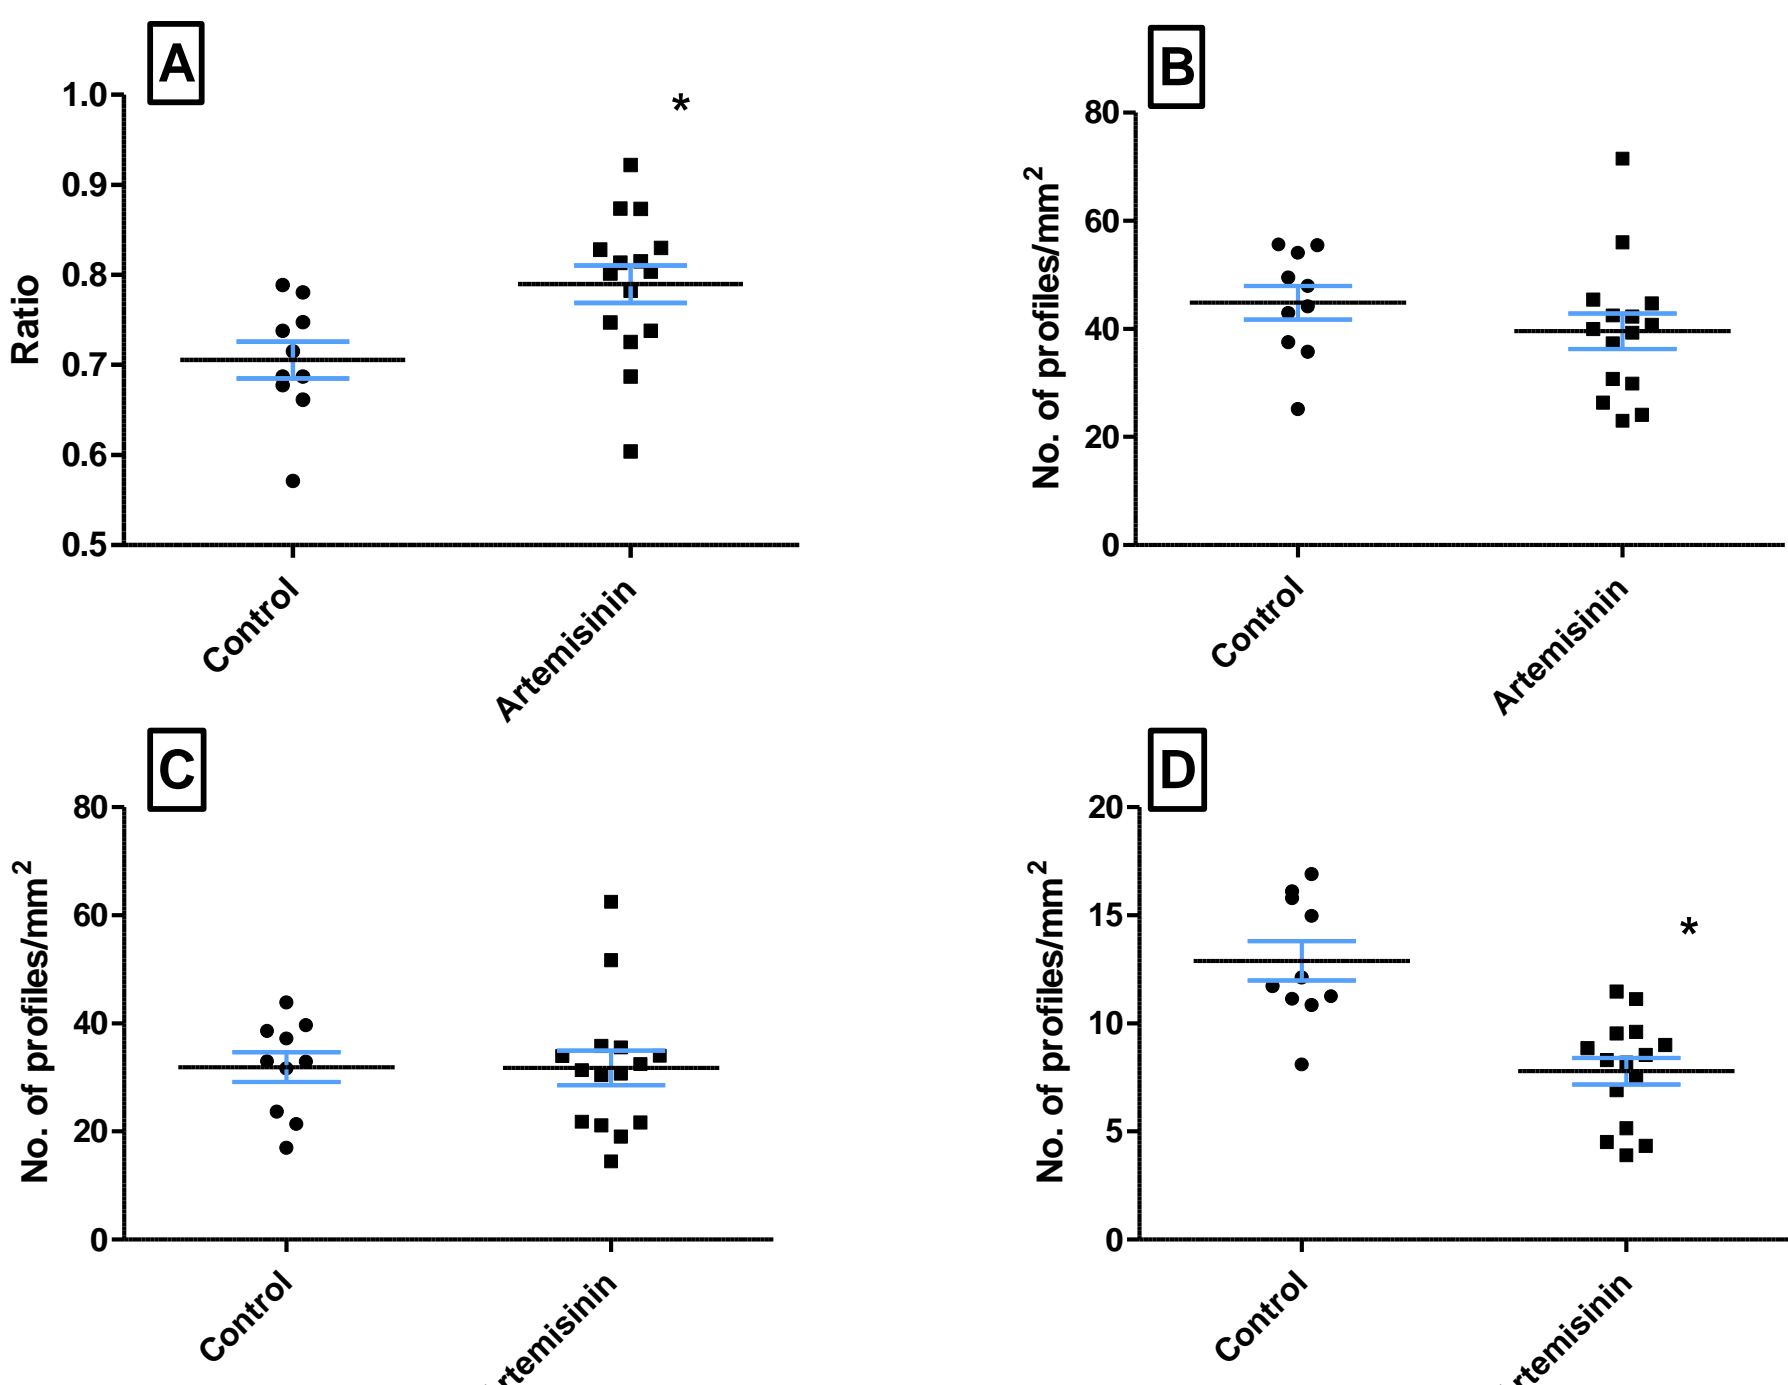 A
1.0
0.9
0.8
0.7
0.6
0.5
Ratio
*
Control
Artemisinin
B
80
60
40
20
0
No. of profiles/mm²
Control
Artemisinin
C
80
60
40
20
0
No. of profiles/mm²
Control
rtemisinin
D
20
15
10
5
0
No. of profiles/mm²
*
Control
rtemisinin